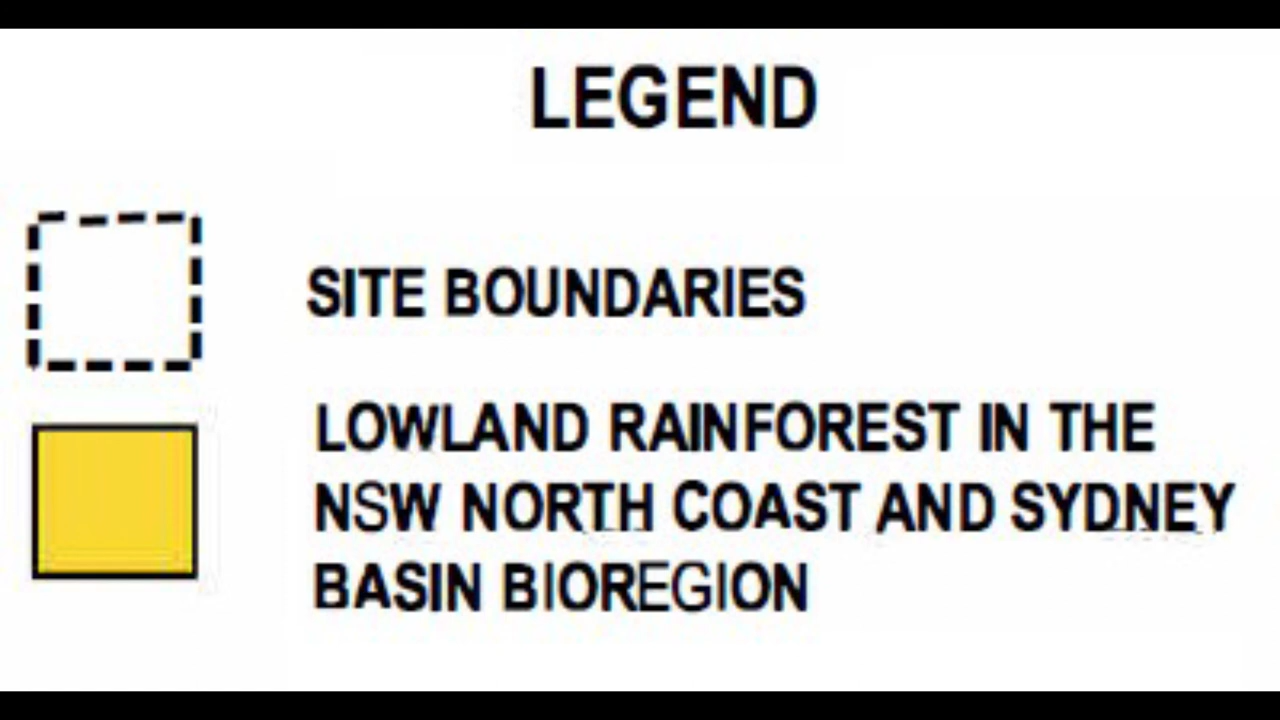 LEGEND
SITE BOUNDARIES
LOWLAND RAINFOREST IN THE
NSW NORTH COAST AND SYDNEY
BASIN BIOREGION